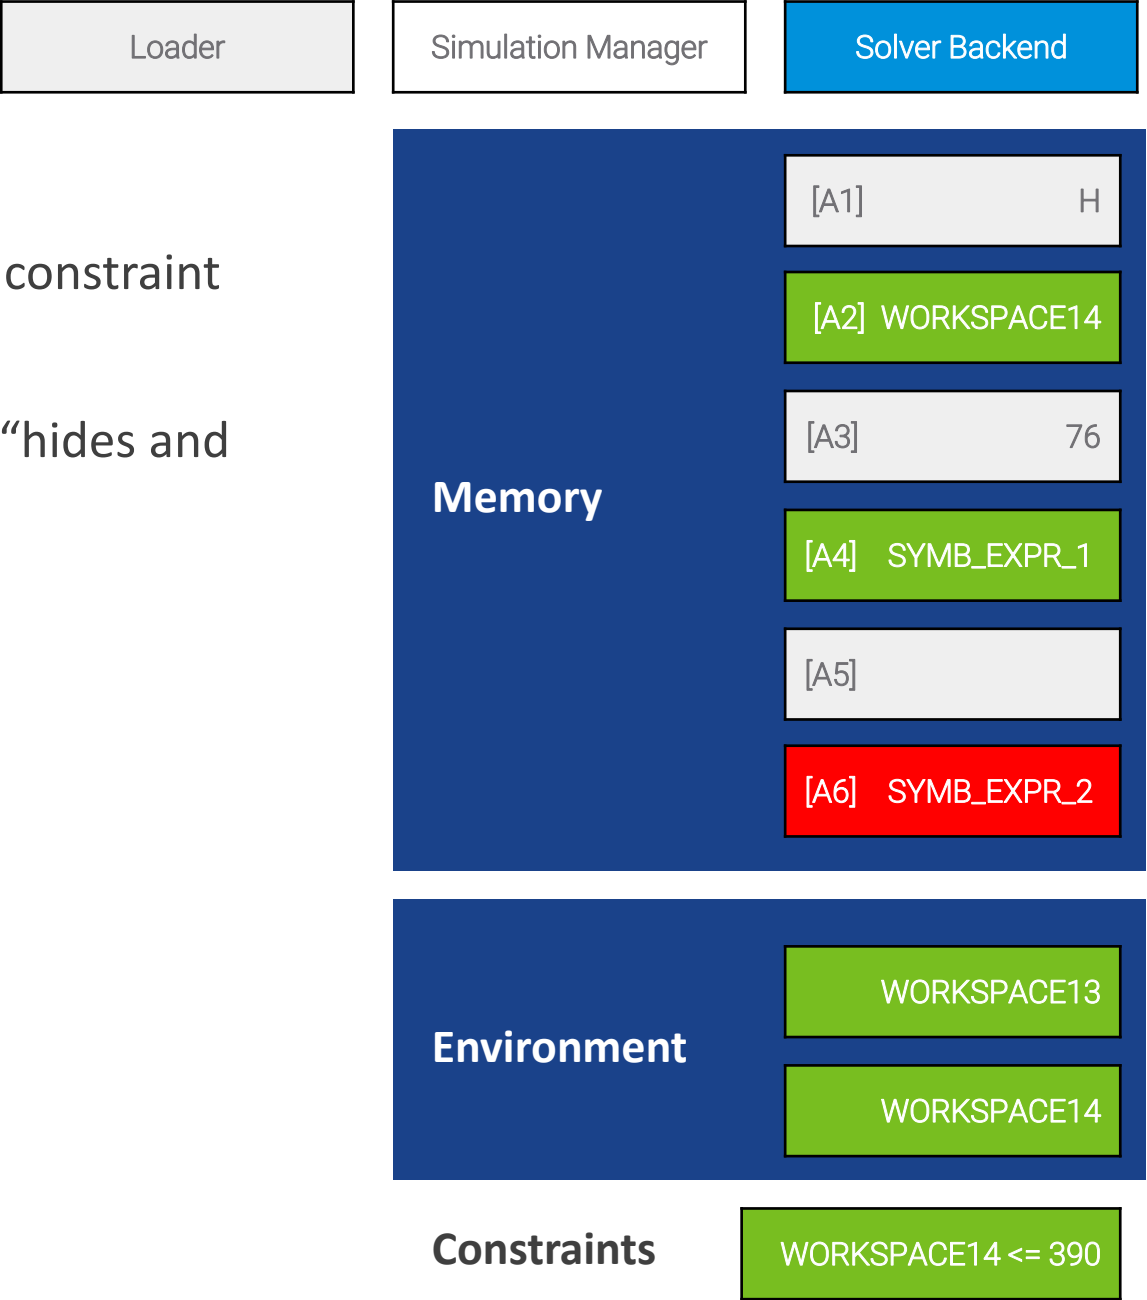 Loader
Simulation Manager
Solver Backend
constraint
“hides and
Memory
[A1] H
[A2] WORKSPACE14
[A3] 76
[A4] SYMB_EXPR_1
[A5]
[A6] SYMB_EXPR_2
Environment
WORKSPACE13
WORKSPACE14
Constraints
WORKSPACE14 <= 390